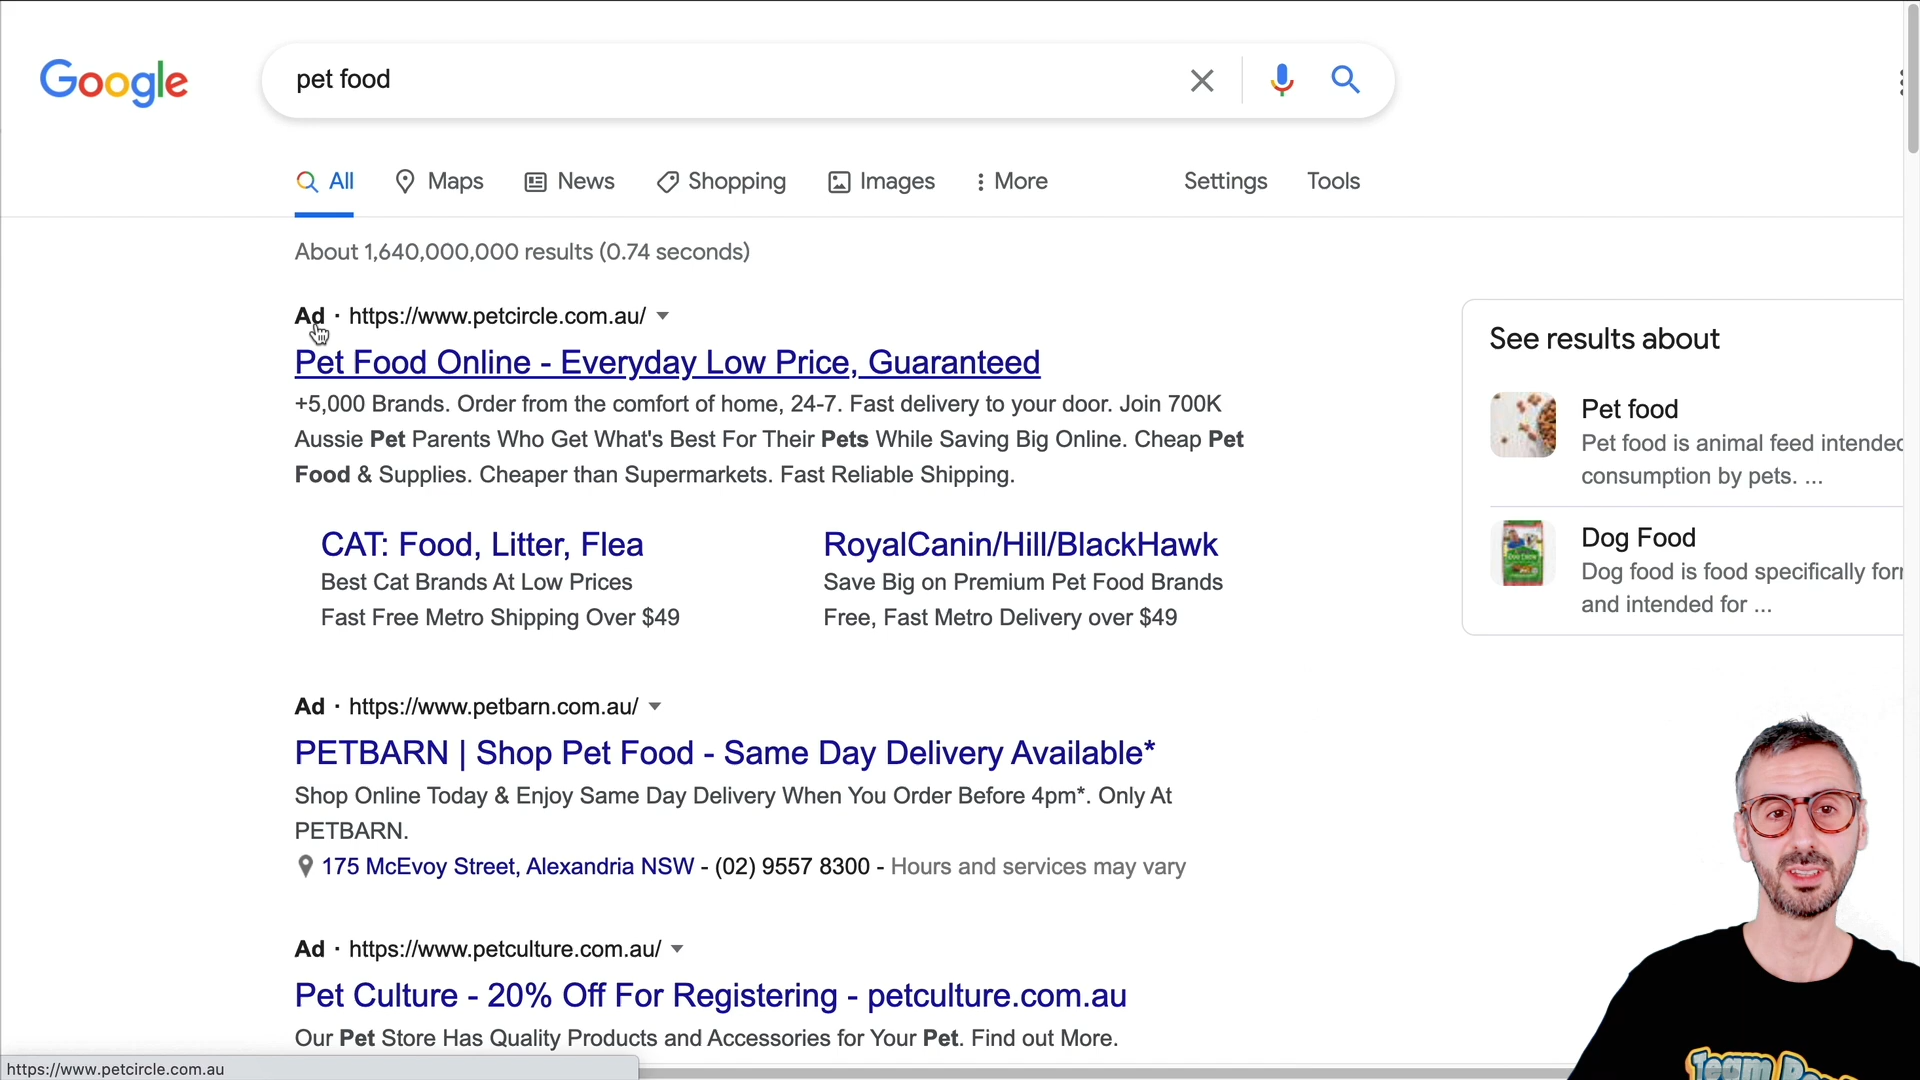 Google
pet food
All
Maps
News
Shopping
Images
More
Settings
Tools
About 1,640,000,000 results (0.74 seconds)
Ad · https://www.petcircle.com.au/
Pet Food Online - Everyday Low Price, Guaranteed
+5,000 Brands. Order from the comfort of home, 24-7. Fast delivery to your door. Join 700K
Aussie Pet Parents Who Get What's Best For Their Pets While Saving Big Online. Cheap Pet
Food & Supplies. Cheaper than Supermarkets. Fast Reliable Shipping.
CAT: Food, Litter, Flea
Best Cat Brands At Low Prices
Fast Free Metro Shipping Over $49
RoyalCanin/Hill/BlackHawk
Save Big on Premium Pet Food Brands
Free, Fast Metro Delivery over $49
Ad · https://www.petbarn.com.au/
PETBARN | Shop Pet Food - Same Day Delivery Available*
Shop Online Today & Enjoy Same Day Delivery When You Order Before 4pm*. Only At
PETBARN.
175 McEvoy Street, Alexandria NSW - (02) 9557 8300 - Hours and services may vary
Ad · https://www.petculture.com.au/
Pet Culture - 20% Off For Registering - petculture.com.au
Our Pet Store Has Quality Products and Accessories for Your Pet. Find out More.
See results about
Pet food
Pet food is animal feed intended
consumption by pets. ...
Dog Food
Dog food is food specifically for
and intended for ...
https://www.petcircle.com.au
Team